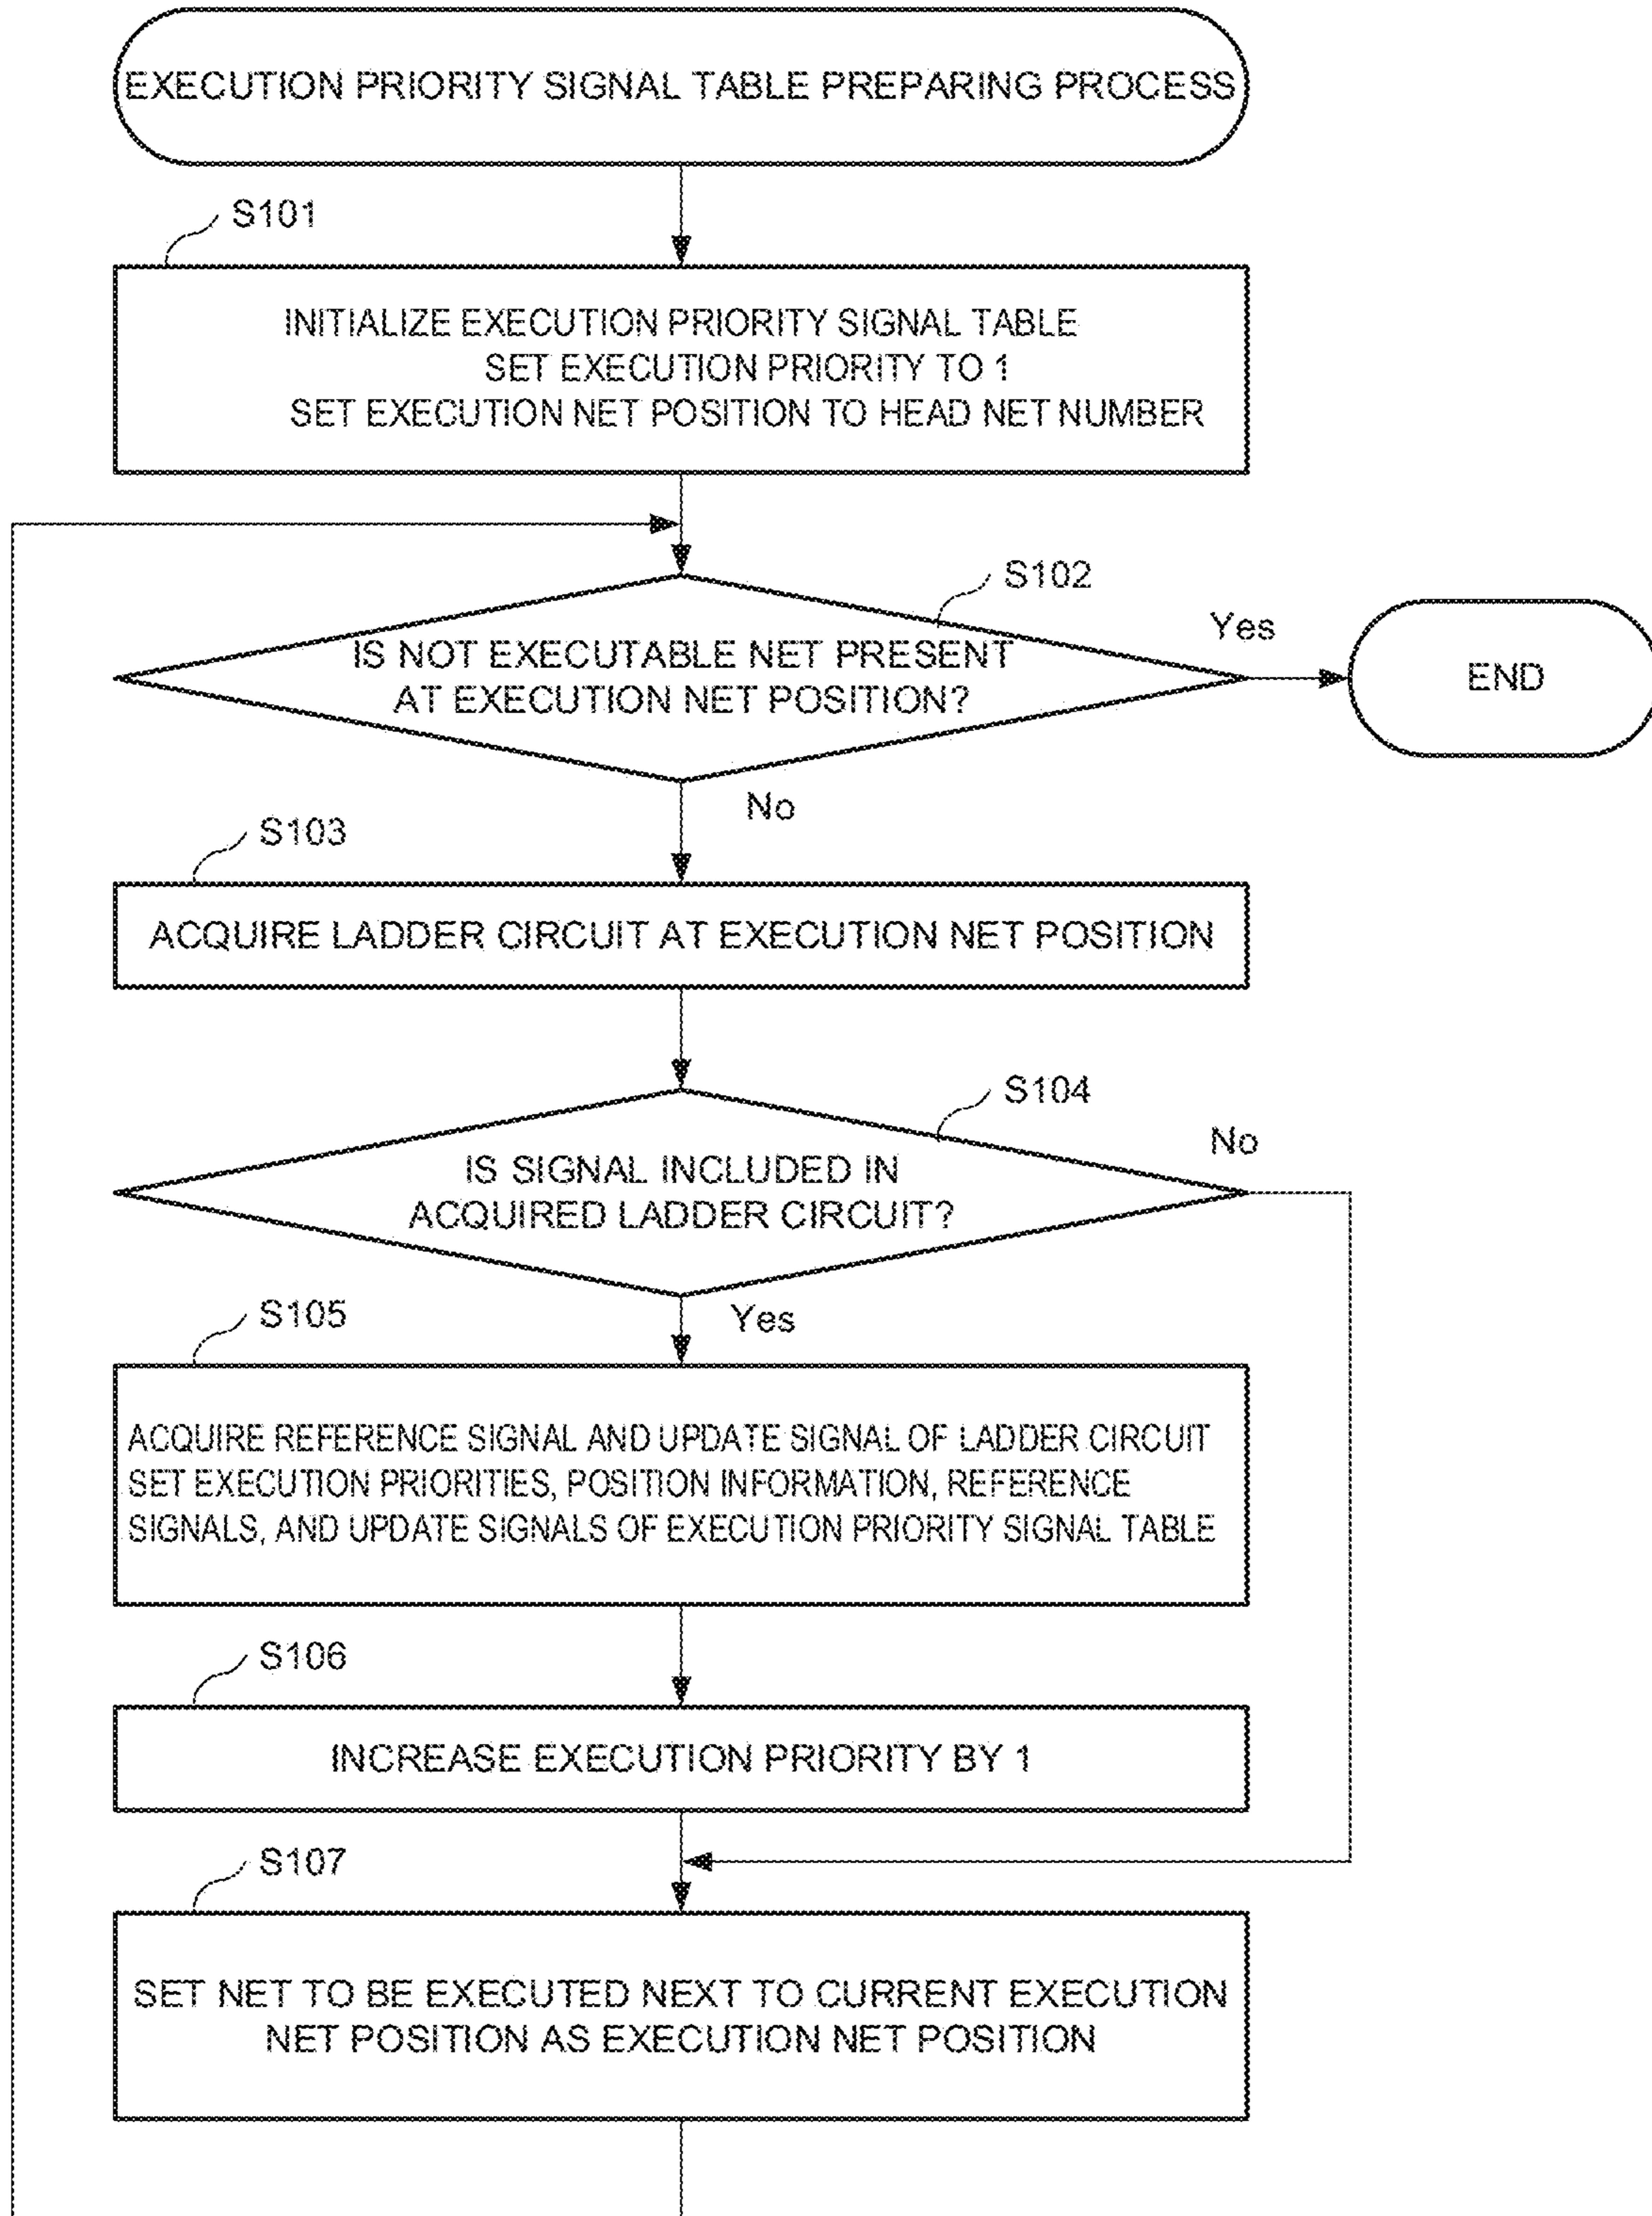 EXECUTION PRIORITY SIGNAL TABLE PREPARING PROCESS
S101
INITIALIZE EXECUTION PRIORITY SIGNAL TABLE
SET EXECUTION PRIORITY TO 1
SET EXECUTION NET POSITION TO HEAD NET NUMBER
S102
Yes
IS NOT EXECUTABLE NET PRESENT
AT EXECUTION NET POSITION?
END
No
S103
ACQUIRE LADDER CIRCUIT AT EXECUTION NET POSITION
S104
No
IS SIGNAL INCLUDED IN
ACQUIRED LADDER CIRCUIT?
Yes
S105
ACQUIRE REFERENCE SIGNAL AND UPDATE SIGNAL OF LADDER CIRCUIT
SET EXECUTION PRIORITIES, POSITION INFORMATION, REFERENCE
SIGNALS, AND UPDATE SIGNALS OF EXECUTION PRIORITY SIGNAL TABLE
S106
INCREASE EXECUTION PRIORITY BY 1
S107
SET NET TO BE EXECUTED NEXT TO CURRENT EXECUTION
NET POSITION AS EXECUTION NET POSITION